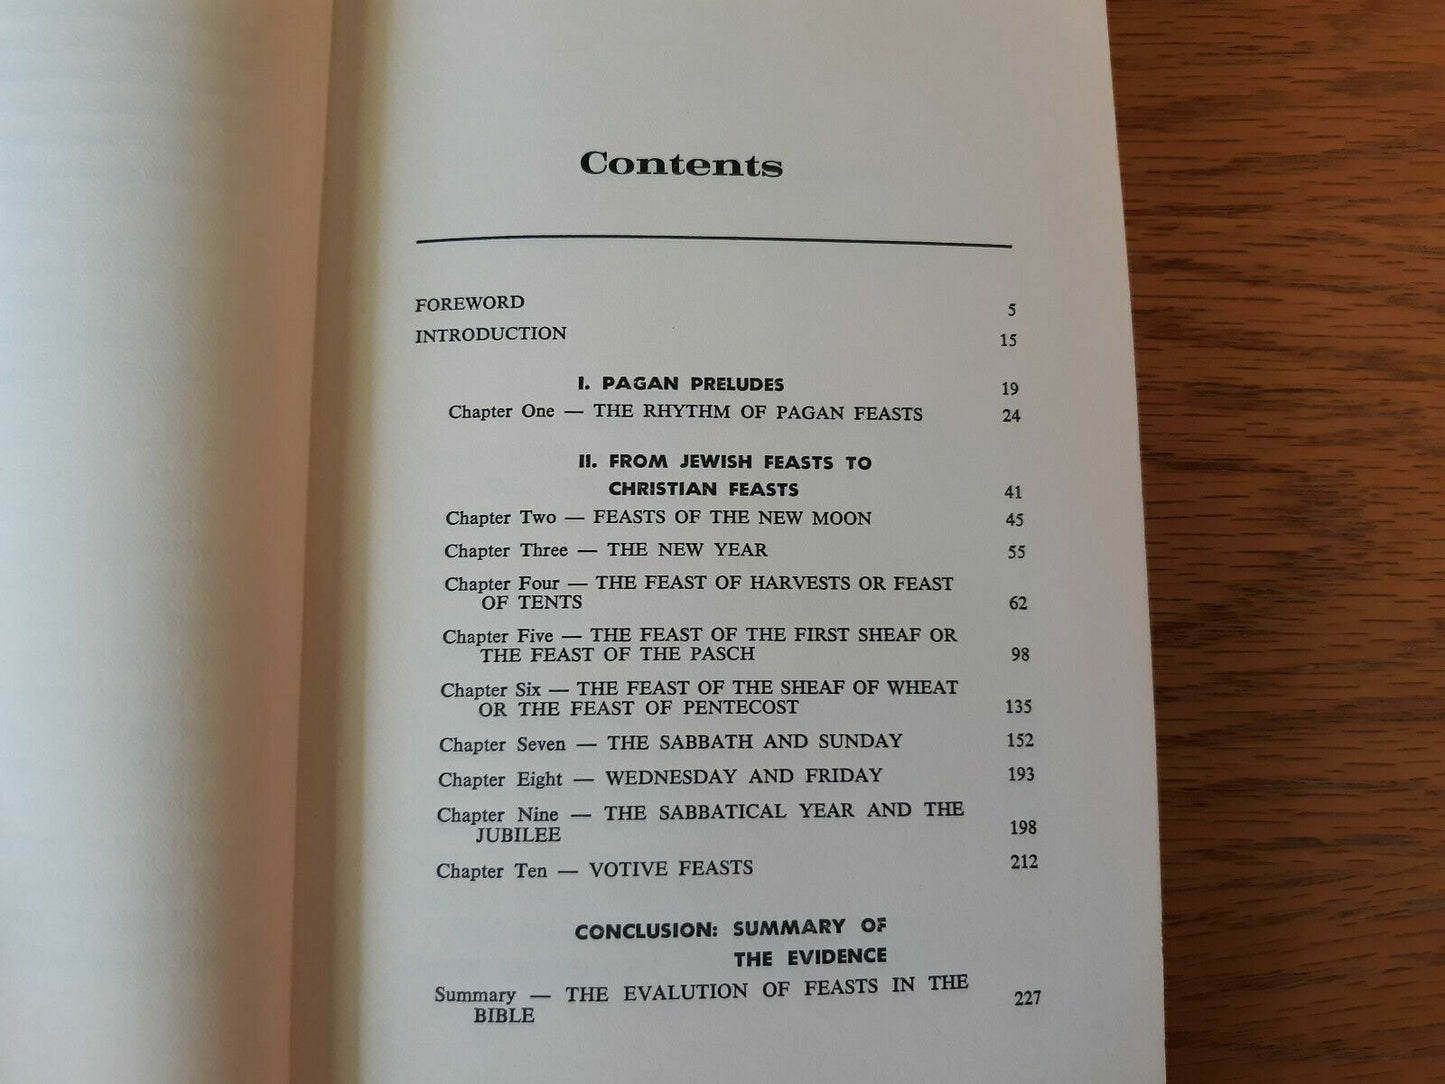 Contents
FOREWORD 5
INTRODUCTION 15
I. PAGAN PRELUDES 19
Chapter One — THE RHYTHM OF PAGAN FEASTS 24
II. FROM JEWISH FEASTS TO
CHRISTIAN FEASTS 41
Chapter Two — FEASTS OF THE NEW MOON 45
Chapter Three — THE NEW YEAR 55
Chapter Four — THE FEAST OF HARVESTS OR FEAST
OF TENTS 62
Chapter Five — THE FEAST OF THE FIRST SHEAF OR
THE FEAST OF THE PASCH 98
Chapter Six — THE FEAST OF THE SHEAF OF WHEAT
OR THE FEAST OF PENTECOST 135
Chapter Seven — THE SABBATH AND SUNDAY 152
Chapter Eight — WEDNESDAY AND FRIDAY 193
Chapter Nine — THE SABBATICAL YEAR AND THE
JUBILEE 198
Chapter Ten — VOTIVE FEASTS 212
CONCLUSION: SUMMARY OF
THE EVIDENCE
Summary — THE EVALUTION OF FEASTS IN THE
BIBLE 227